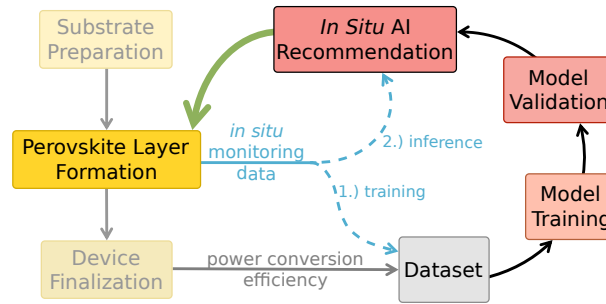 Substrate
Preparation
In Situ AI
Recommendation
Model
Validation
Perovskite Layer
Formation
in situ
monitoring
data
2.) inference
1.) training
Model
Training
Device
Finalization
power conversion
efficiency
Dataset